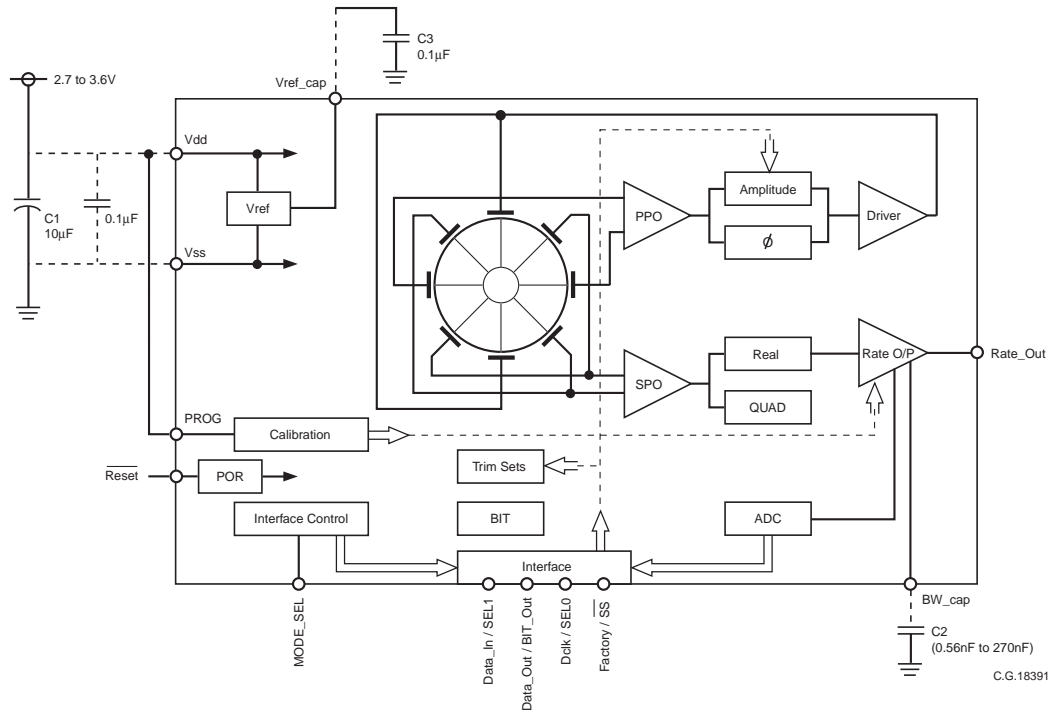 C3
0.1μF
2.7 to 3.6V
Vref_cap
Vdd
C1
10μF
0.1μF
Vref
Vss
PPO
Amplitude
ϕ
Driver
SPO
Real
QUAD
Rate O/P
Rate_Out
PROG
Calibration
Reset
POR
Trim Sets
Interface Control
BIT
ADC
Interface
MODE_SEL
Data_In / SEL1
Data_Out / BIT_Out
Dclk / SEL0
Factory / SS
BW_cap
C2
(0.56nF to 270nF)
C.G.18391